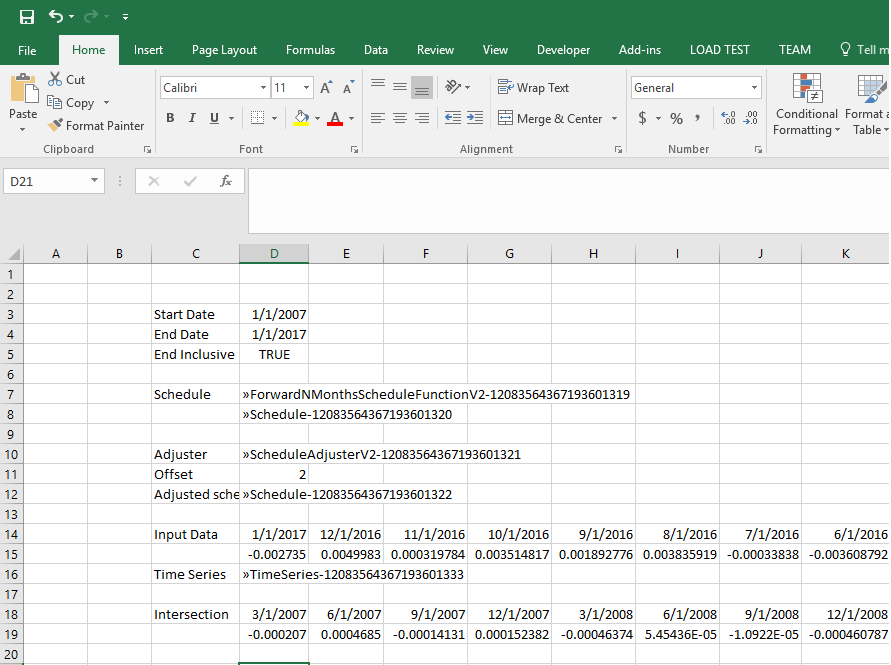 File Home Insert Page Layout Formulas Data Review View Developer Add-ins LOAD TEST TEAM Tell m
Cut
Copy
Format Painter
Paste
Clipboard
Calibri 11 A A
B I U A
Font
Wrap Text
Merge & Center
Alignment
General
$ % , .0 .00 .00 .0
Number
Conditional Formatting
Format a
Table
D21 fx
A B C D E F G H I J K
1
2
3 Start Date 1/1/2007
4 End Date 1/1/2017
5 End Inclusive TRUE
6
7 Schedule »ForwardNMonthsScheduleFunctionV2-12083564367193601319
8 »Schedule-12083564367193601320
9
10 Adjuster »ScheduleAdjusterV2-12083564367193601321
11 Offset 2
12 Adjusted sche »Schedule-12083564367193601322
13
14 Input Data 1/1/2017 12/1/2016 11/1/2016 10/1/2016 9/1/2016 8/1/2016 7/1/2016 6/1/2016
15 -0.002735 0.0049983 0.000319784 0.003514817 0.001892776 0.003835919 -0.00033838 -0.003608792
16 Time Series »TimeSeries-12083564367193601333
17
18 Intersection 3/1/2007 6/1/2007 9/1/2007 12/1/2007 3/1/2008 6/1/2008 9/1/2008 12/1/2008
19 -0.000207 0.0004685 -0.00014131 0.000152382 -0.00046374 5.45436E-05 -1.0922E-05 -0.000460787
20